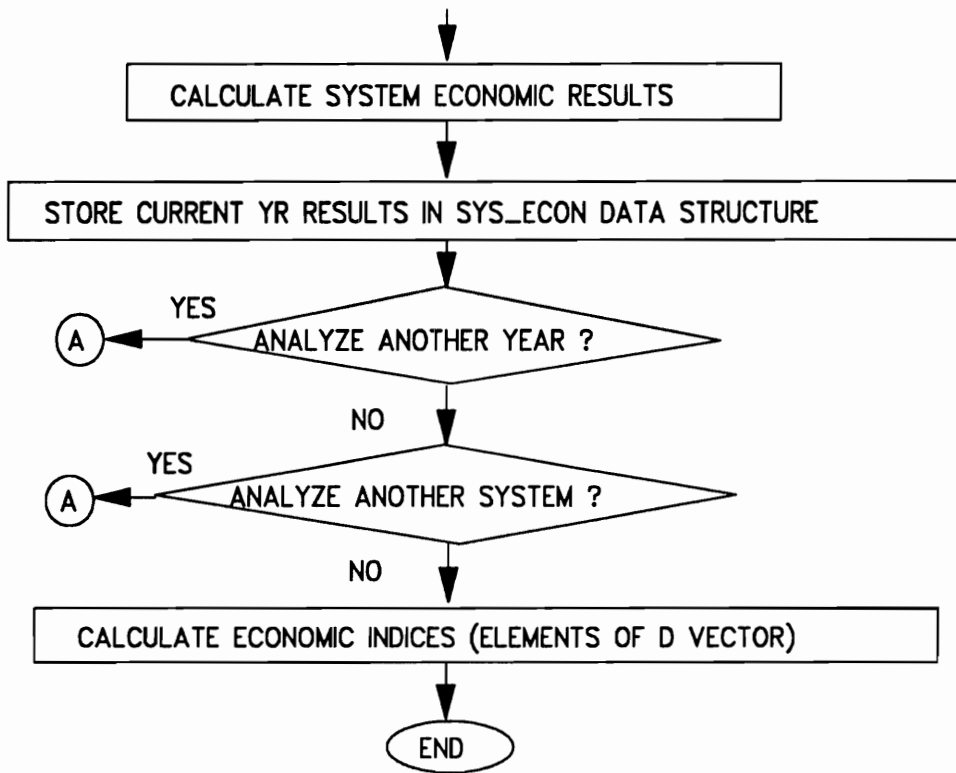 CALCULATE SYSTEM ECONOMIC RESULTS
STORE CURRENT YR RESULTS IN SYS_ECON DATA STRUCTURE
YES
A
ANALYZE ANOTHER YEAR ?
NO
YES
A
ANALYZE ANOTHER SYSTEM ?
NO
CALCULATE ECONOMIC INDICES (ELEMENTS OF D VECTOR)
END